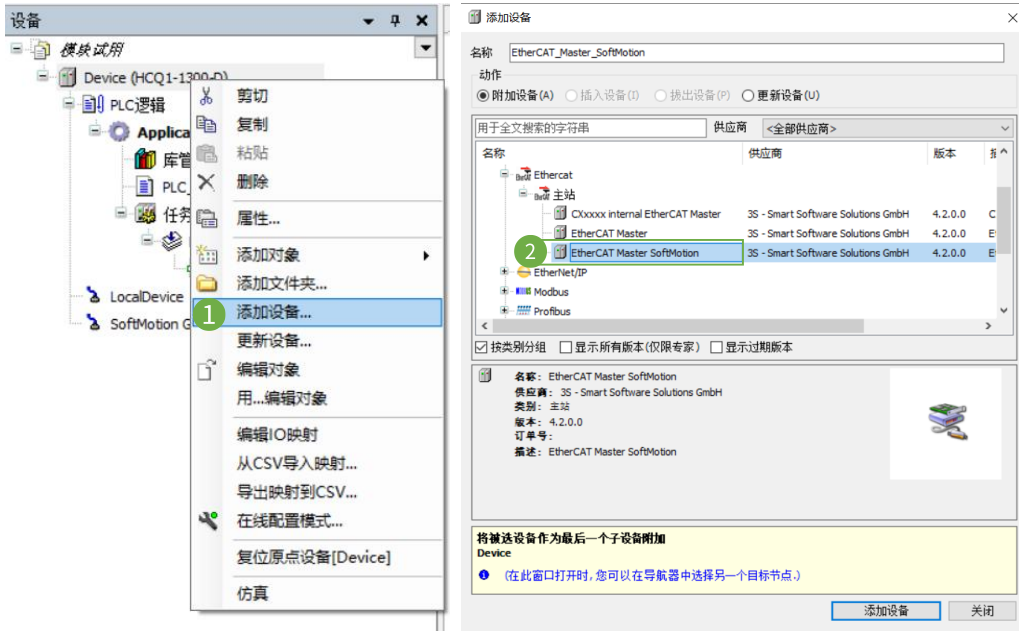 设备
模块试用
Device (HCQ1-1300-D)
PLC逻辑
Applica
库管
PLC_
任务
LocalDevice
SoftMotion G
剪切
复制
粘贴
删除
属性...
添加对象
添加文件夹...
1 添加设备...
更新设备...
编辑对象
用...编辑对象
编辑IO映射
从CSV导入映射...
导出映射到CSV...
在线配置模式...
复位原点设备[Device]
仿真
添加设备
名称 EtherCAT_Master_SoftMotion
动作
附加设备(A) 插入设备(I) 拔出设备(P) 更新设备(U)
用于全文搜索的字符串 供应商 <全部供应商>
名称 供应商 版本
Ethercat
主站
CXxxxx internal EtherCAT Master 3S - Smart Software Solutions GmbH 4.2.0.0 C
EtherCAT Master 3S - Smart Software Solutions GmbH 4.2.0.0 E
2 EtherCAT Master SoftMotion 3S - Smart Software Solutions GmbH 4.2.0.0 E
EtherNet/IP
Modbus
Profibus
按类别分组 显示所有版本(仅限专家) 显示过期版本
名称: EtherCAT Master SoftMotion
供应商: 3S - Smart Software Solutions GmbH
类别: 主站
版本: 4.2.0.0
订单号:
描述: EtherCAT Master SoftMotion
将被选设备作为最后一个子设备附加
Device
(在此窗口打开时,您可以在导航器中选择另一个目标节点.)
添加设备 关闭